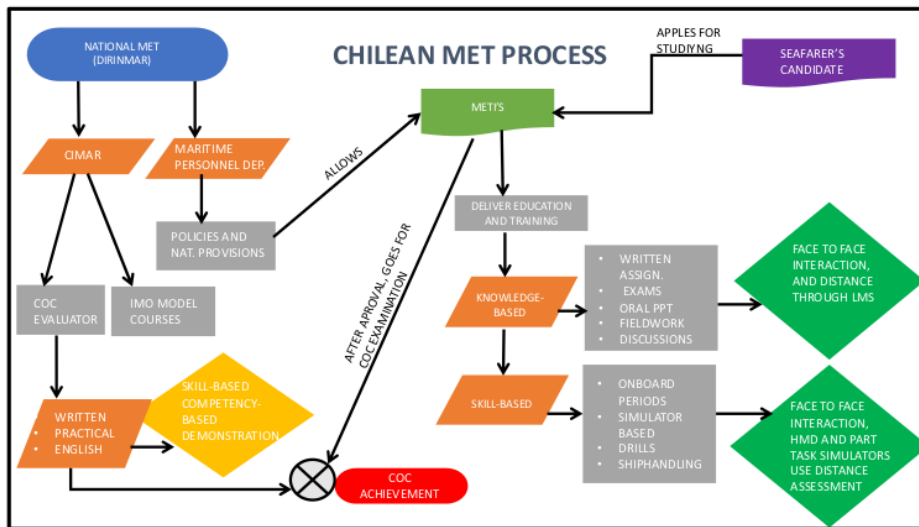 CHILEAN MET PROCESS
NATIONAL MET
(DIRINMAR)
APPLES FOR
STUDIYNG
SEAFARER'S
CANDIDATE
METI'S
CIMAR
MARITIME
PERSONNEL DEP.
ALLOWS
POLICIES AND
NAT. PROVISIONS
DELIVER EDUCATION
AND TRAINING
AFTER APROVAL, GOES FOR
COC EXAMINATION
COC
EVALUATOR
IMO MODEL
COURSES
KNOWLEDGE-
BASED
• WRITTEN
ASSIGN.
• EXAMS
• ORAL PPT
• FIELDWORK
• DISCUSSIONS
FACE TO FACE
INTERACTION,
AND DISTANCE
THROUGH LMS
SKILL-BASED
• ONBOARD
PERIODS
• SIMULATOR
BASED
• DRILLS
• SHIPHANDLING
FACE TO FACE
INTERACTION,
HMD AND PART
TASK SIMULATORS
USE DISTANCE
ASSESSMENT
• WRITTEN
• PRACTICAL
• ENGLISH
SKILL-BASED
COMPETENCY-
BASED
DEMONSTRATION
COC
ACHIEVEMENT